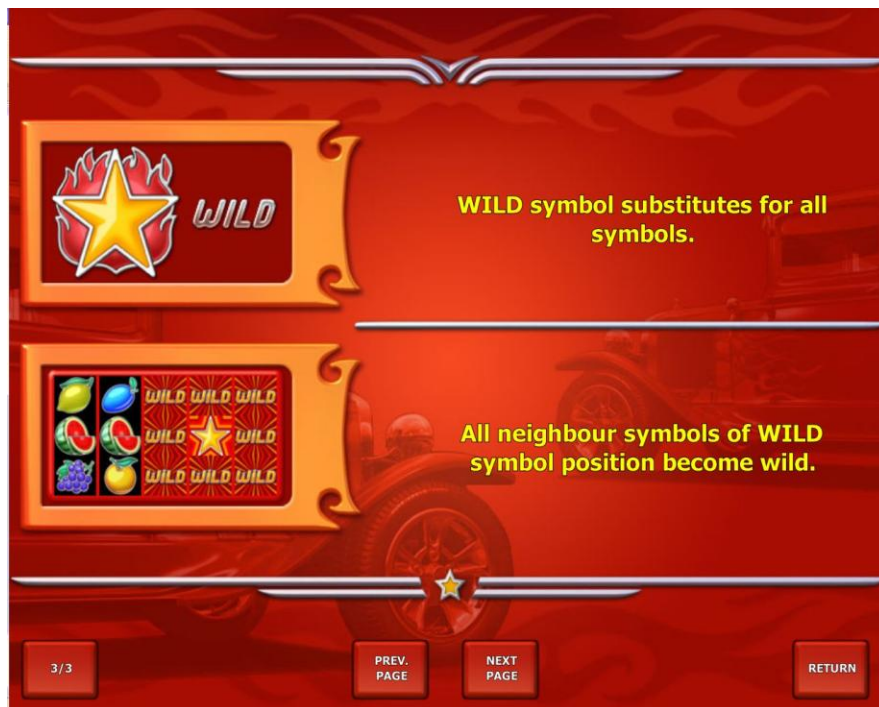 WILD
WILD symbol substitutes for all
symbols.
WILD WILD WILD
WILD WILD
WILD WILD WILD
All neighbour symbols of WILD
symbol position become wild.
3/3
PREV.
PAGE
NEXT
PAGE
RETURN